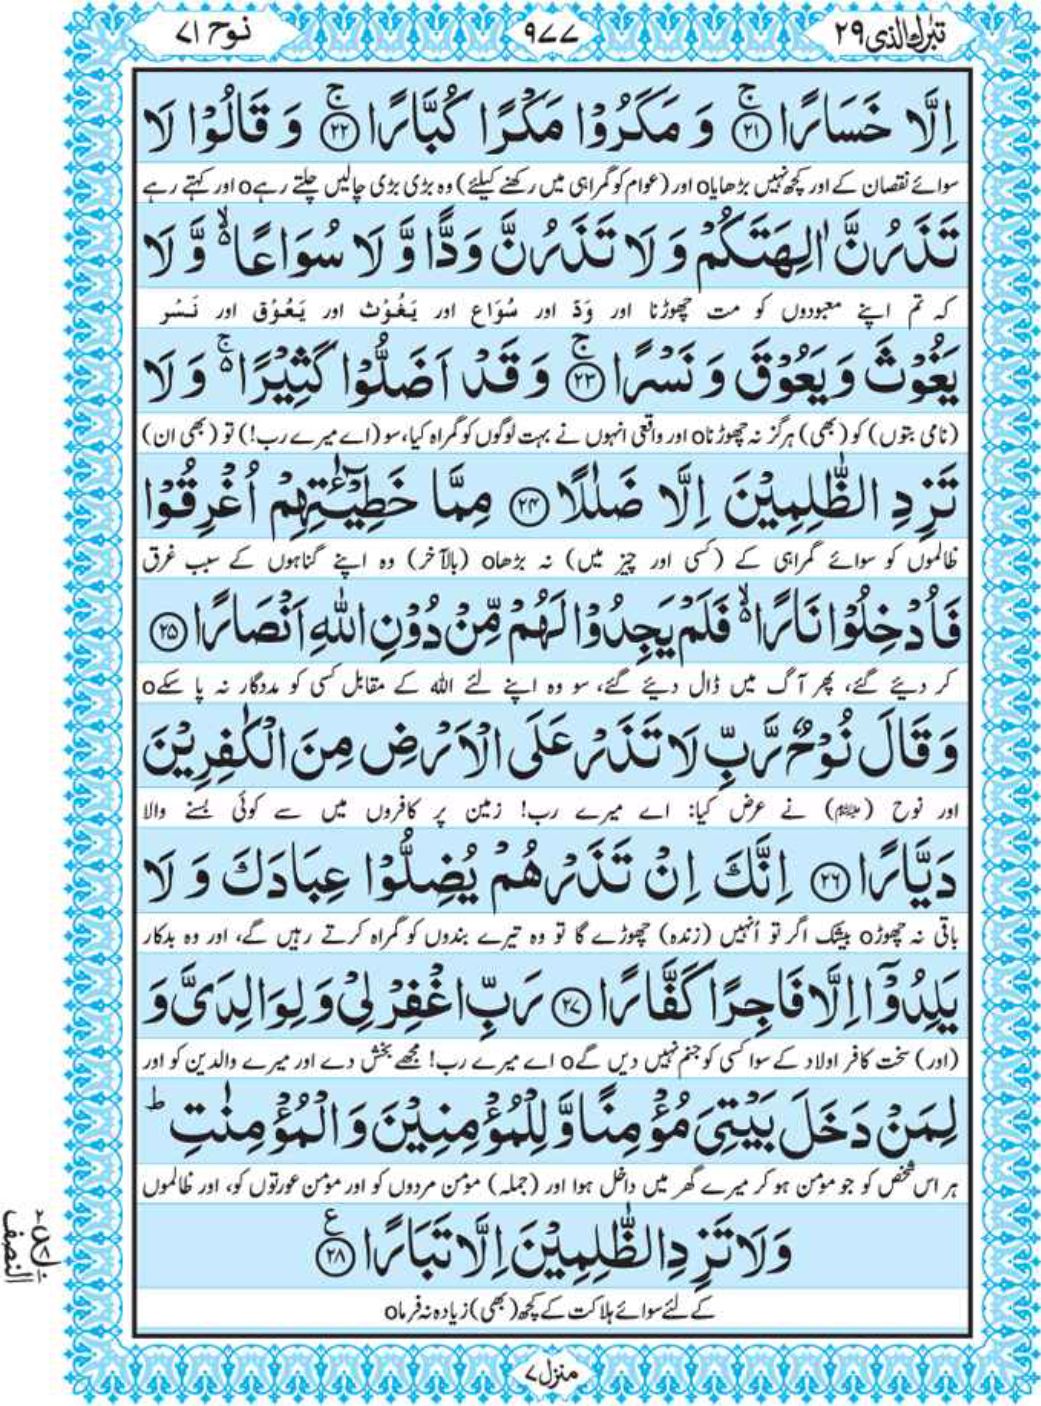 تبٰرك الذی ۲۹
۹۷۷
نوح ۷۱
اِلَّا خَسَارًا ۚ﴿۲۱﴾ وَ مَكَرُوْا مَكْرًا كُبَّارًا ۚ﴿۲۲﴾ وَ قَالُوْا لَا
سوائے نقصان کے اور کچھ نہیں بڑھایاo اور (عوام کو گمراہی میں رکھنے کیلئے) وہ بڑی بڑی چالیں چلتے رہےo اور کہتے رہے
تَذَرُنَّ اٰلِهَتَكُمْ وَ لَا تَذَرُنَّ وَدًّا وَّ لَا سُوَاعًا ۙ۬ وَّ لَا
کہ تم اپنے معبودوں کو مت چھوڑنا اور وَدّ اور سُوَاع اور یَغُوْث اور یَعُوْق اور نَسْر
يَغُوْثَ وَ يَعُوْقَ وَ نَسْرًا ۚ﴿۲۳﴾ وَ قَدْ اَضَلُّوْا كَثِيْرًا ۚ۬ وَ لَا
(نامی بتوں) کو (بھی) ہرگز نہ چھوڑناo اور واقعی انہوں نے بہت لوگوں کو گمراہ کیا، سو (اے میرے رب!) تو (بھی ان)
تَزِدِ الظّٰلِمِيْنَ اِلَّا ضَلٰلًا ﴿۲۴﴾ مِمَّا خَطِيْٓـٰٔتِهِمْ اُغْرِقُوْا
ظالموں کو سوائے گمراہی کے (کسی اور چیز میں) نہ بڑھاo (بالآخر) وہ اپنے گناہوں کے سبب غرق
فَاُدْخِلُوْا نَارًا ۙ۬ فَلَمْ يَجِدُوْا لَهُمْ مِّنْ دُوْنِ اللّٰهِ اَنْصَارًا ﴿۲۵﴾
کر دیئے گئے، پھر آگ میں ڈال دیئے گئے، سو وہ اپنے لئے اللہ کے مقابل کسی کو مددگار نہ پا سکےo
وَ قَالَ نُوْحٌ رَّبِّ لَا تَذَرْ عَلَى الْاَرْضِ مِنَ الْكٰفِرِيْنَ
اور نوح (علیہ السلام) نے عرض کیا: اے میرے رب! زمین پر کافروں میں سے کوئی بسنے والا
دَيَّارًا ﴿۲۶﴾ اِنَّكَ اِنْ تَذَرْهُمْ يُضِلُّوْا عِبَادَكَ وَ لَا
باقی نہ چھوڑo بیشک اگر تو اُنہیں (زندہ) چھوڑے گا تو وہ تیرے بندوں کو گمراہ کرتے رہیں گے، اور وہ بدکار
يَلِدُوْٓا اِلَّا فَاجِرًا كَفَّارًا ﴿۲۷﴾ رَبِّ اغْفِرْ لِيْ وَ لِوَالِدَيَّ وَ
(اور) سخت کافر اولاد کے سوا کسی کو جنم نہیں دیں گےo اے میرے رب! مجھے بخش دے اور میرے والدین کو اور
لِمَنْ دَخَلَ بَيْتِيَ مُؤْمِنًا وَّ لِلْمُؤْمِنِيْنَ وَ الْمُؤْمِنٰتِ ؕ
ہر اس شخص کو جو مومن ہو کر میرے گھر میں داخل ہوا اور (جملہ) مومن مردوں کو اور مومن عورتوں کو، اور ظالموں
وَ لَا تَزِدِ الظّٰلِمِيْنَ اِلَّا تَبَارًا ﴿۲۸﴾ ع
کے لئے سوائے ہلاکت کے کچھ (بھی) زیادہ نہ فرماo
النصف
منزل ۷